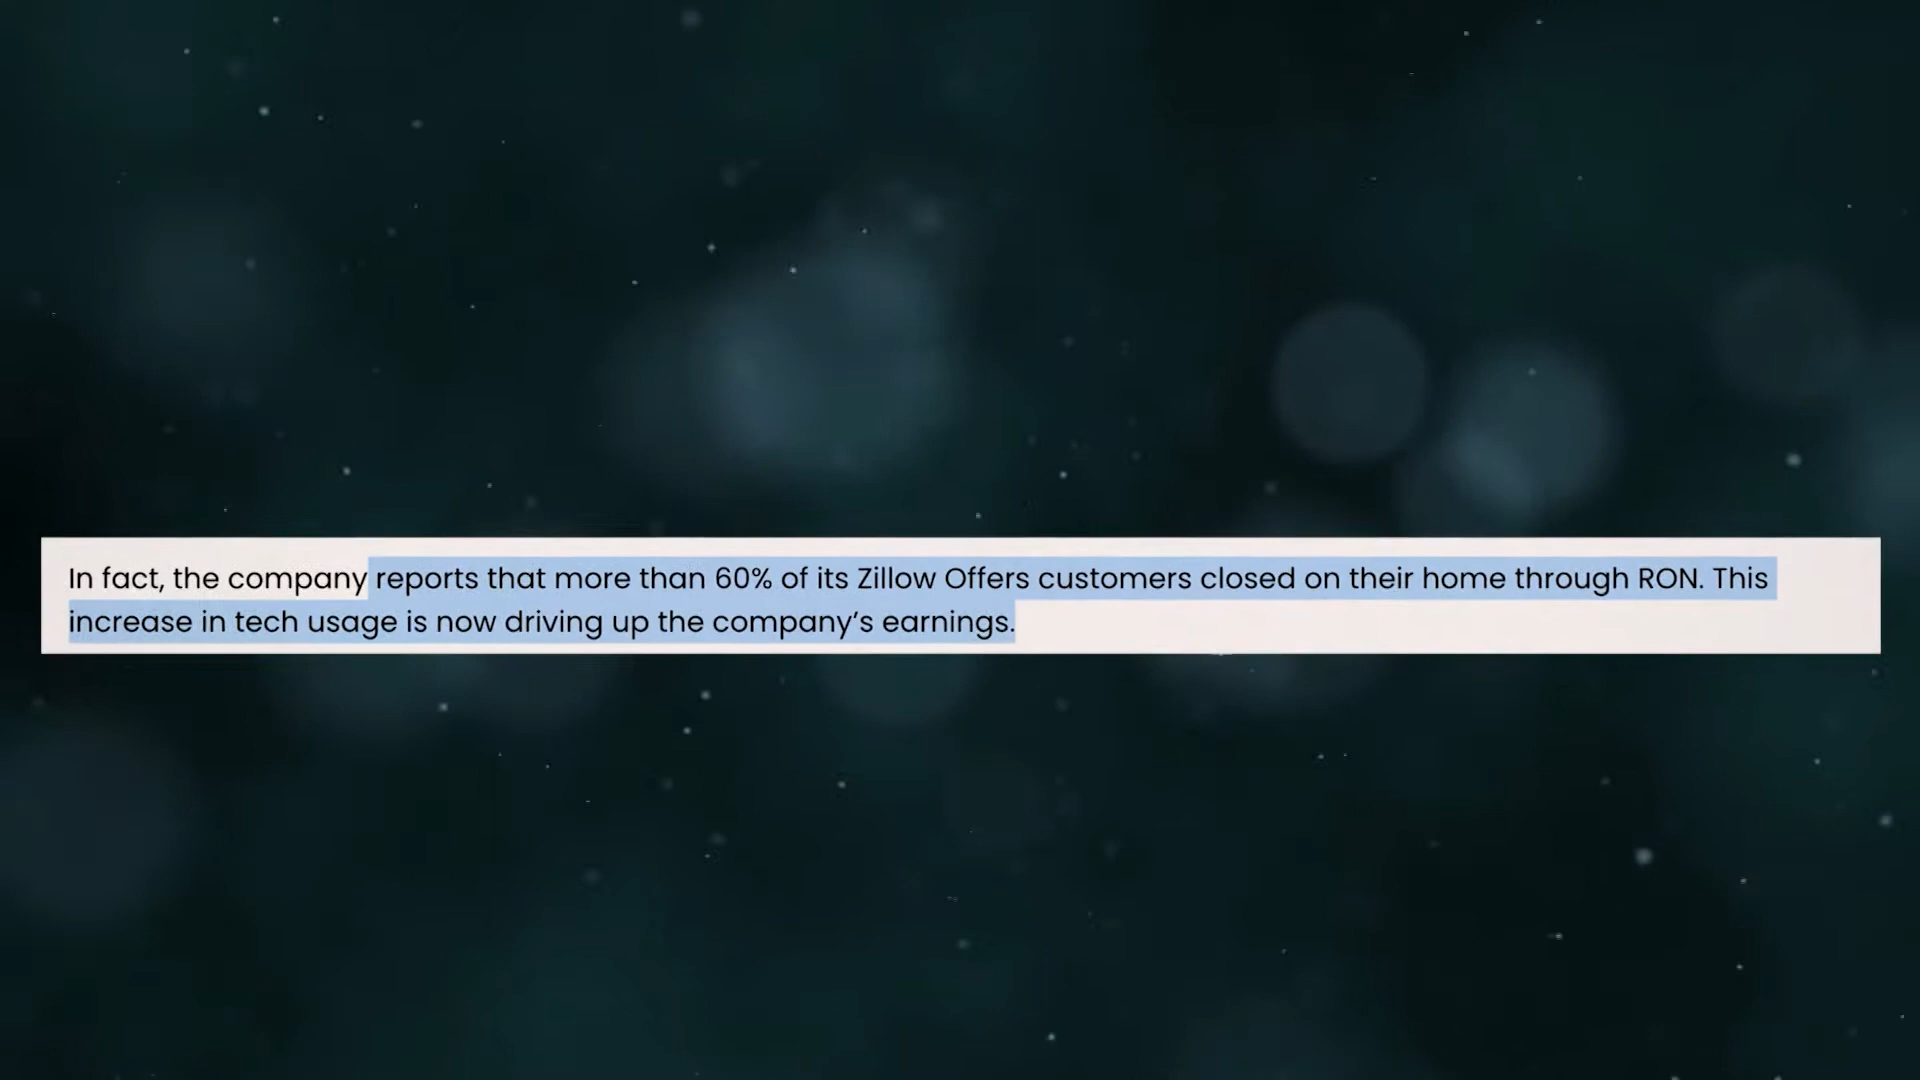 In fact, the company reports that more than 60% of its Zillow Offers customers closed on their home through RON. This
increase in tech usage is now driving up the company’s earnings.